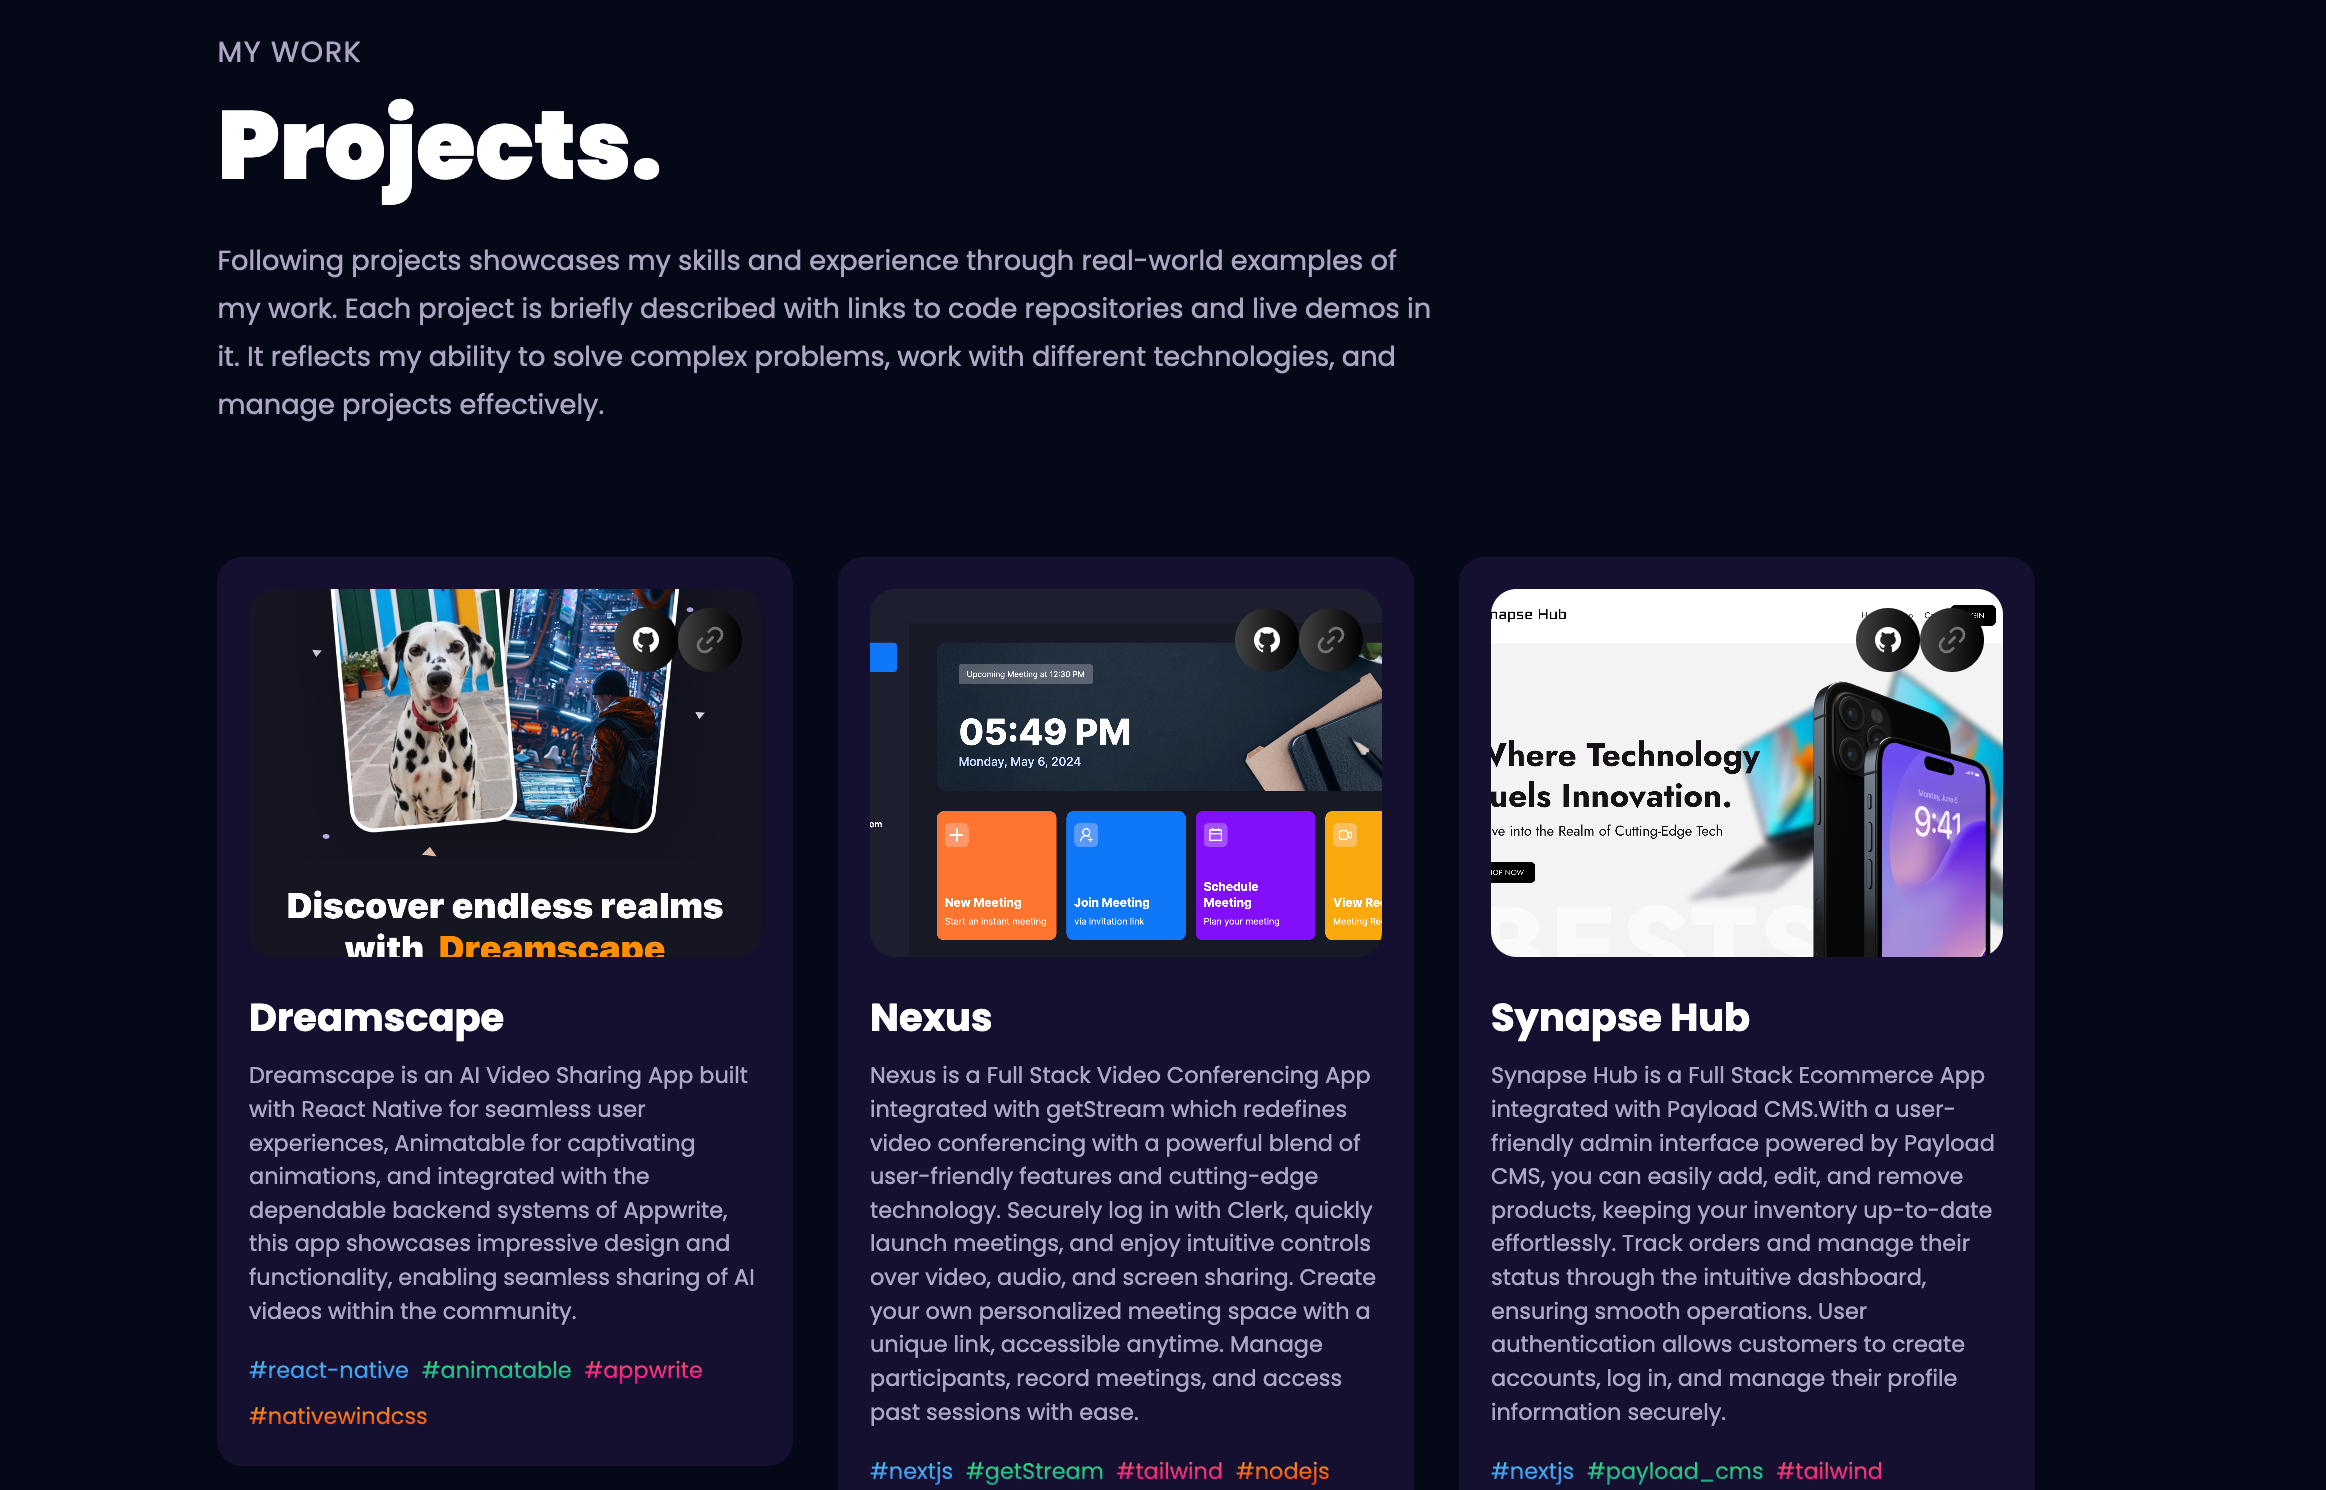 MY WORK
Projects.
Following projects showcases my skills and experience through real-world examples of
my work. Each project is briefly described with links to code repositories and live demos in
it. It reflects my ability to solve complex problems, work with different technologies, and
manage projects effectively.
Discover endless realms
with Dreamscape
Dreamscape
Dreamscape is an AI Video Sharing App built
with React Native for seamless user
experiences, Animatable for captivating
animations, and integrated with the
dependable backend systems of Appwrite,
this app showcases impressive design and
functionality, enabling seamless sharing of AI
videos within the community.
#react-native #animatable #appwrite
#nativewindcss
Upcoming Meeting at 12:30 PM
05:49 PM
Monday, May 6, 2024
om
New Meeting
Start an instant meeting
Join Meeting
via invitation link
Schedule
Meeting
Plan your meeting
View Re
Meeting Re
Nexus
Nexus is a Full Stack Video Conferencing App
integrated with getStream which redefines
video conferencing with a powerful blend of
user-friendly features and cutting-edge
technology. Securely log in with Clerk, quickly
launch meetings, and enjoy intuitive controls
over video, audio, and screen sharing. Create
your own personalized meeting space with a
unique link, accessible anytime. Manage
participants, record meetings, and access
past sessions with ease.
#nextjs #getStream #tailwind #nodejs
napse Hub
Where Technology
uels Innovation.
ve into the Realm of Cutting-Edge Tech
HOP NOW
BESTS
Monday, June 6
9:41
Synapse Hub
Synapse Hub is a Full Stack Ecommerce App
integrated with Payload CMS.With a user-
friendly admin interface powered by Payload
CMS, you can easily add, edit, and remove
products, keeping your inventory up-to-date
effortlessly. Track orders and manage their
status through the intuitive dashboard,
ensuring smooth operations. User
authentication allows customers to create
accounts, log in, and manage their profile
information securely.
#nextjs #payload_cms #tailwind